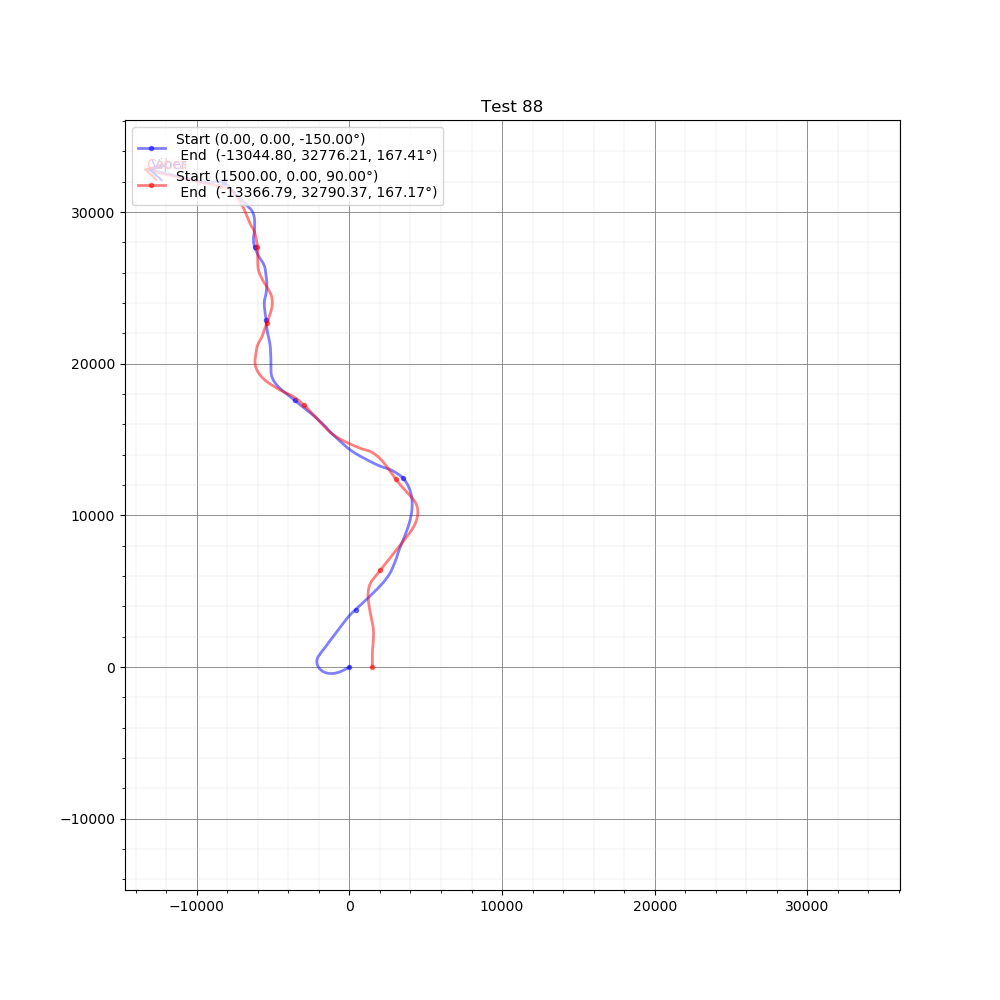 Test 88
Start (0.00, 0.00, -150.00°)
End (-13044.80, 32776.21, 167.41°)
Start (1500.00, 0.00, 90.00°)
End (-13366.79, 32790.37, 167.17°)
30000
20000
10000
0
−10000
−10000 0 10000 20000 30000